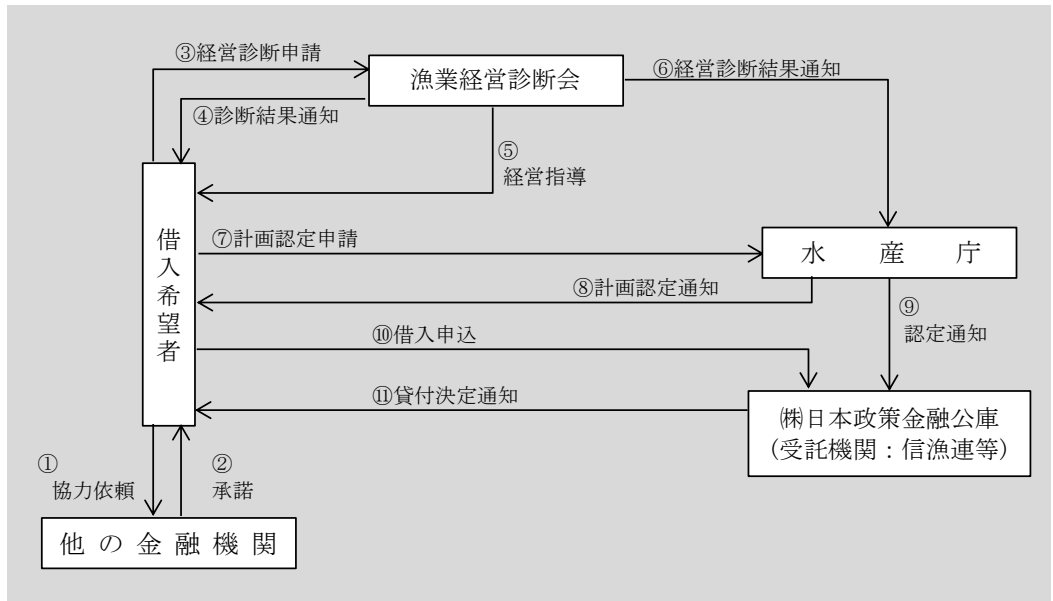 ③経営診断申請
漁業経営診断会
⑥経営診断結果通知
④診断結果通知
⑤
経営指導
借入希望者
⑦計画認定申請
水産庁
⑧計画認定通知
⑨
認定通知
⑩借入申込
⑪貸付決定通知
㈱日本政策金融公庫
(受託機関：信漁連等)
①
協力依頼
②
承諾
他の金融機関